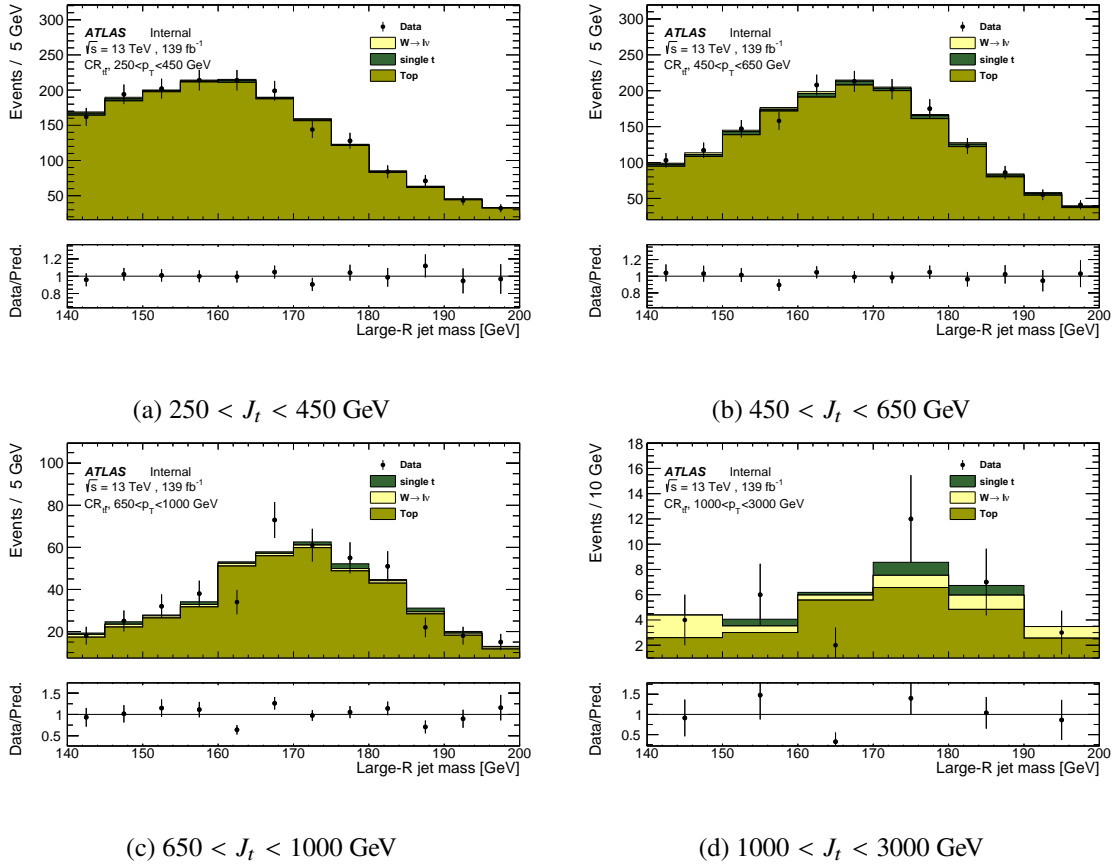 ATLAS Internal
√s = 13 TeV , 139 fb⁻¹
CR_tt̄, 250<p_T<450 GeV
Data
W→ lν
single t
Top
Events / 5 GeV
300
250
200
150
100
50
Data/Pred.
1.2
1
0.8
140 150 160 170 180 190 200
Large-R jet mass [GeV]
(a) 250 < J_t < 450 GeV
ATLAS Internal
√s = 13 TeV , 139 fb⁻¹
CR_tt̄, 450<p_T<650 GeV
Data
W→ lν
single t
Top
Events / 5 GeV
300
250
200
150
100
50
Data/Pred.
1.2
1
0.8
140 150 160 170 180 190 200
Large-R jet mass [GeV]
(b) 450 < J_t < 650 GeV
ATLAS Internal
√s = 13 TeV , 139 fb⁻¹
CR_tt̄, 650<p_T<1000 GeV
Data
single t
W→ lν
Top
Events / 5 GeV
100
80
60
40
20
Data/Pred.
1.5
1
0.5
140 150 160 170 180 190 200
Large-R jet mass [GeV]
(c) 650 < J_t < 1000 GeV
ATLAS Internal
√s = 13 TeV , 139 fb⁻¹
CR_tt̄, 1000<p_T<3000 GeV
Data
single t
W→ lν
Top
Events / 10 GeV
18
16
14
12
10
8
6
4
2
Data/Pred.
1.5
1
0.5
140 150 160 170 180 190 200
Large-R jet mass [GeV]
(d) 1000 < J_t < 3000 GeV